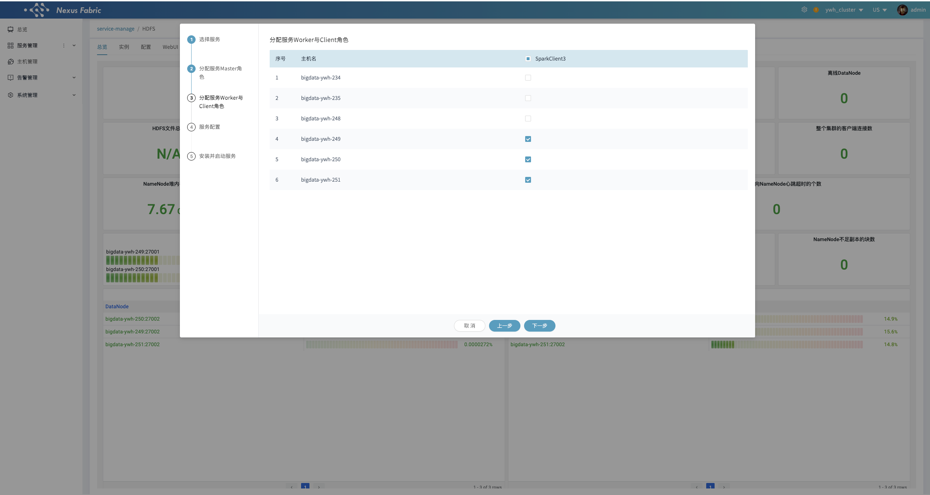 Nexus Fabric
ywh_cluster
US
admin
总览
服务管理
主机管理
告警管理
系统管理
service-manage / HDFS
总览 实例 配置 WebUI
1 选择服务
2 分配服务Master角
色
3 分配服务Worker与
Client角色
4 服务配置
5 安装并启动服务
分配服务Worker与Client角色
序号 主机名 SparkClient3
1 bigdata-ywh-234
2 bigdata-ywh-235
3 bigdata-ywh-248
4 bigdata-ywh-249
5 bigdata-ywh-250
6 bigdata-ywh-251
取 消 上一步 下一步
离线DataNode
0
HDFS文件总
N/A
整个集群的客户端连接数
0
NameNode堆内
7.67
向NameNode心跳超时的个数
0
bigdata-ywh-249:27001
bigdata-ywh-250:27001
NameNode不足副本的块数
0
DataNode
bigdata-ywh-250:27002 14.9%
bigdata-ywh-249:27002 15.6%
bigdata-ywh-251:27002 0.0000272% bigdata-ywh-251:27002 14.8%
1 1 - 3 of 3 rows 1 1 - 3 of 3 rows